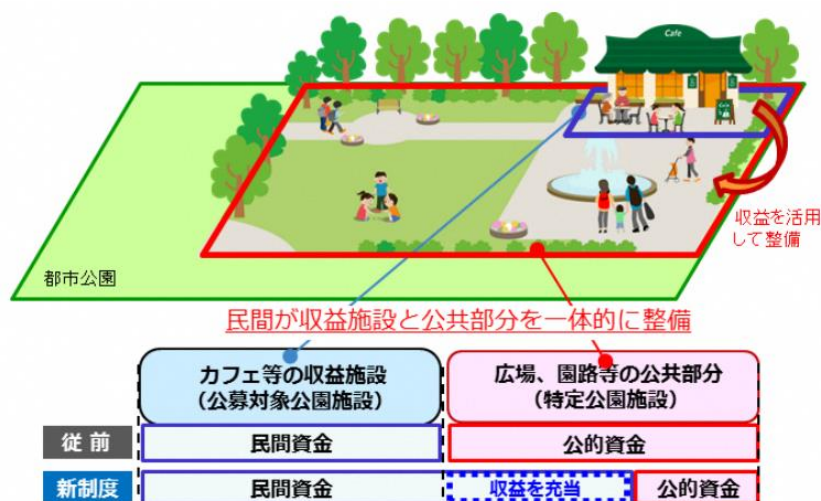 Cafe
収益を活用
して整備
都市公園
民間が収益施設と公共部分を一体的に整備
カフェ等の収益施設
(公募対象公園施設)
広場、園路等の公共部分
(特定公園施設)
従前
民間資金
公的資金
新制度
民間資金
収益を充当
公的資金